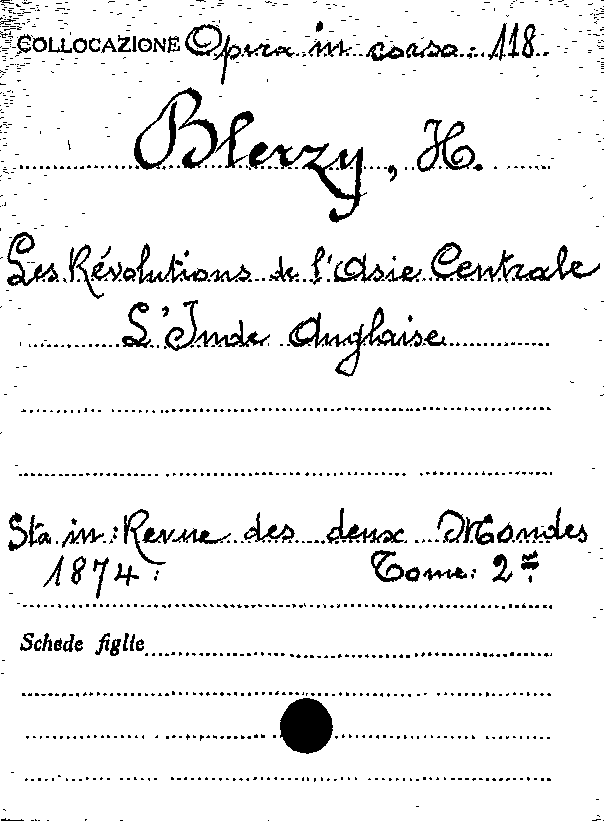 COLLOCAZIONE Opera in corso: 118.
Blerzy, H.
Les Révolutions de l'Asie Centrale
L'Inde Anglaise
Sta in: Revue des deux Mondes
1874: Tome: 2me
Schede figlie